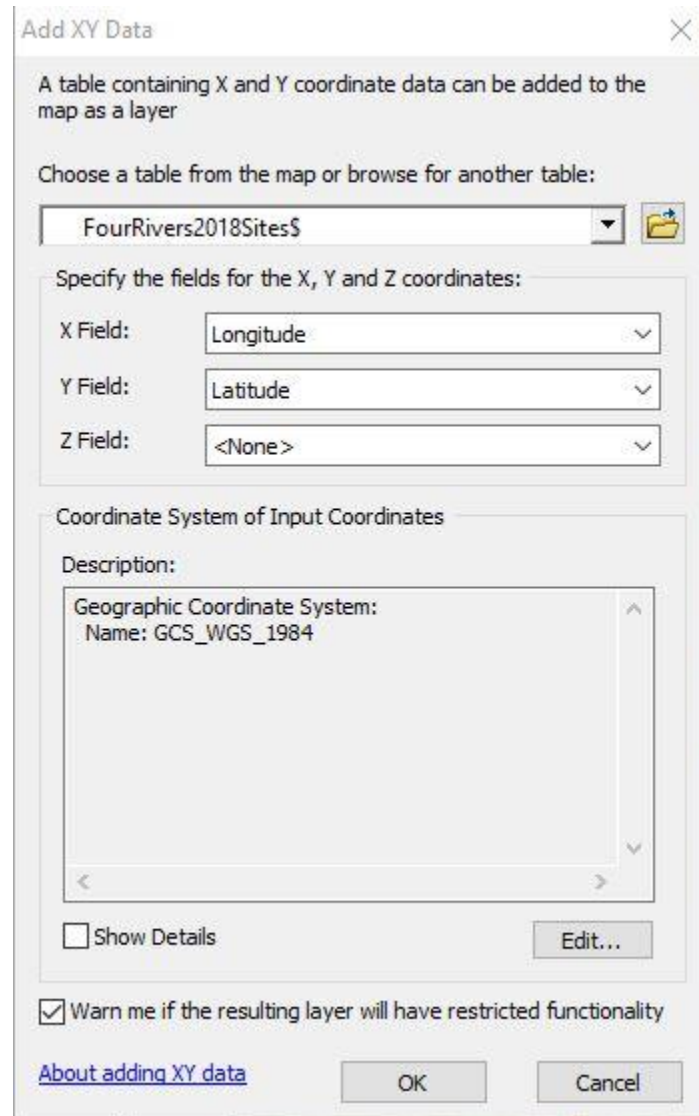 Add XY Data
A table containing X and Y coordinate data can be added to the
map as a layer
Choose a table from the map or browse for another table:
FourRivers2018Sites$
Specify the fields for the X, Y and Z coordinates:
X Field: Longitude
Y Field: Latitude
Z Field: <None>
Coordinate System of Input Coordinates
Description:
Geographic Coordinate System:
Name: GCS_WGS_1984
Show Details Edit...
Warn me if the resulting layer will have restricted functionality
About adding XY data OK Cancel